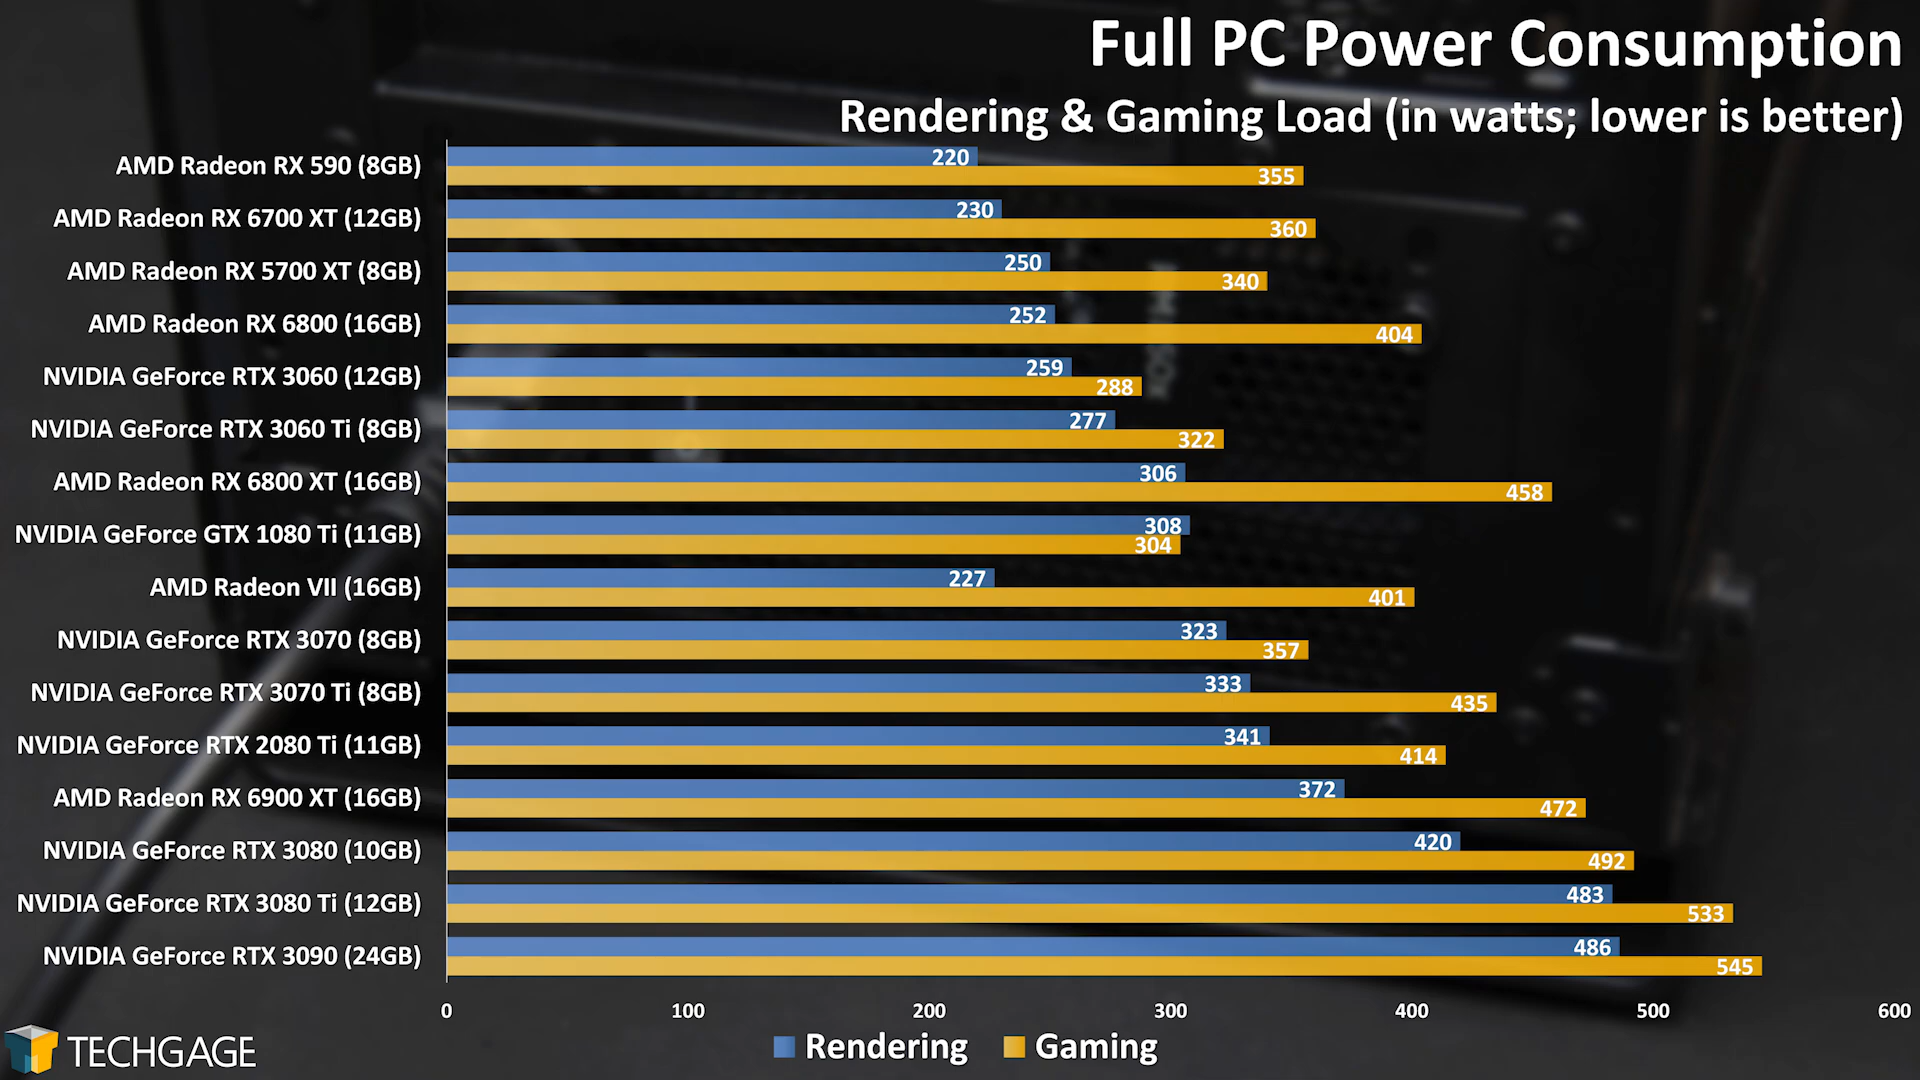 Full PC Power Consumption
Rendering & Gaming Load (in watts; lower is better)
AMD Radeon RX 590 (8GB) 220 355
AMD Radeon RX 6700 XT (12GB) 230 360
AMD Radeon RX 5700 XT (8GB) 250 340
AMD Radeon RX 6800 (16GB) 252 404
NVIDIA GeForce RTX 3060 (12GB) 259 288
NVIDIA GeForce RTX 3060 Ti (8GB) 277 322
AMD Radeon RX 6800 XT (16GB) 306 458
NVIDIA GeForce GTX 1080 Ti (11GB) 308 304
AMD Radeon VII (16GB) 227 401
NVIDIA GeForce RTX 3070 (8GB) 323 357
NVIDIA GeForce RTX 3070 Ti (8GB) 333 435
NVIDIA GeForce RTX 2080 Ti (11GB) 341 414
AMD Radeon RX 6900 XT (16GB) 372 472
NVIDIA GeForce RTX 3080 (10GB) 420 492
NVIDIA GeForce RTX 3080 Ti (12GB) 483 533
NVIDIA GeForce RTX 3090 (24GB) 486 545
0 100 200 300 400 500 600
Rendering Gaming
TECHGAGE